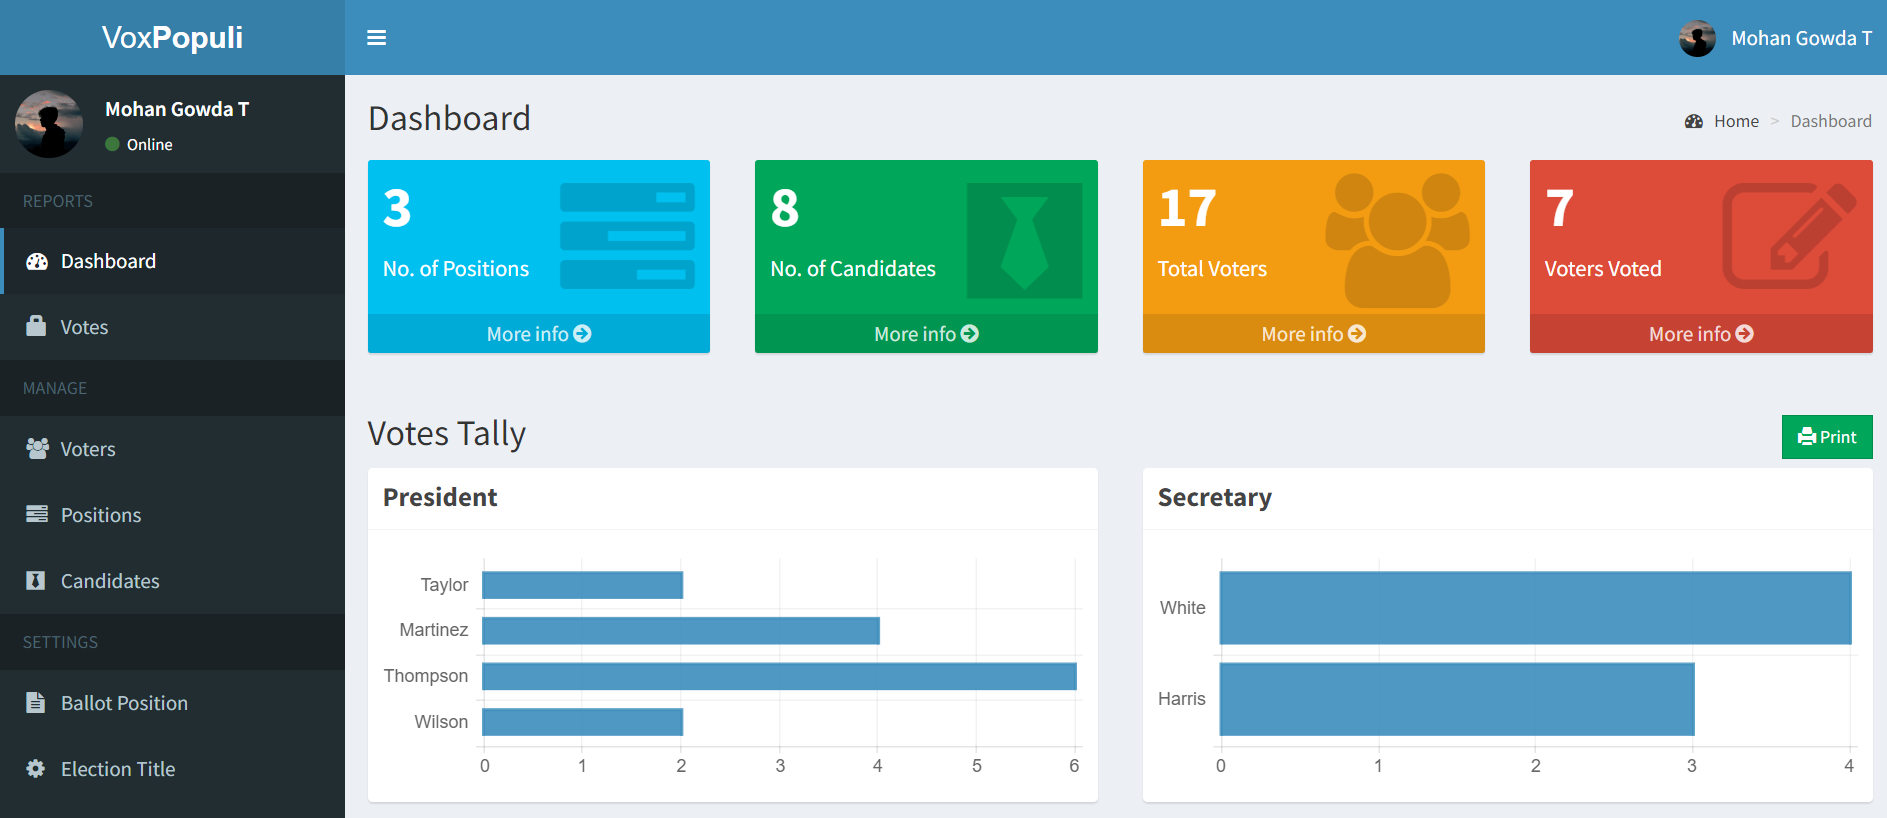 VoxPopuli
Mohan Gowda T
Mohan Gowda T
Online
REPORTS
Dashboard
Votes
MANAGE
Voters
Positions
Candidates
SETTINGS
Ballot Position
Election Title
Dashboard
Home > Dashboard
3
No. of Positions
More info
8
No. of Candidates
More info
17
Total Voters
More info
7
Voters Voted
More info
Votes Tally
Print
President
Taylor
Martinez
Thompson
Wilson
0 1 2 3 4 5 6
Secretary
White
Harris
0 1 2 3 4